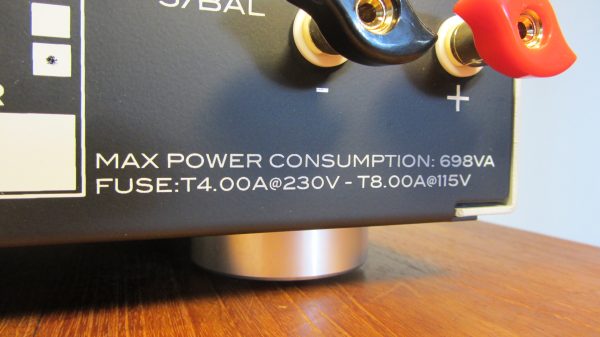 S/BAL
R
-
+
MAX POWER CONSUMPTION: 698VA
FUSE:T4.00A@230V - T8.00A@115V